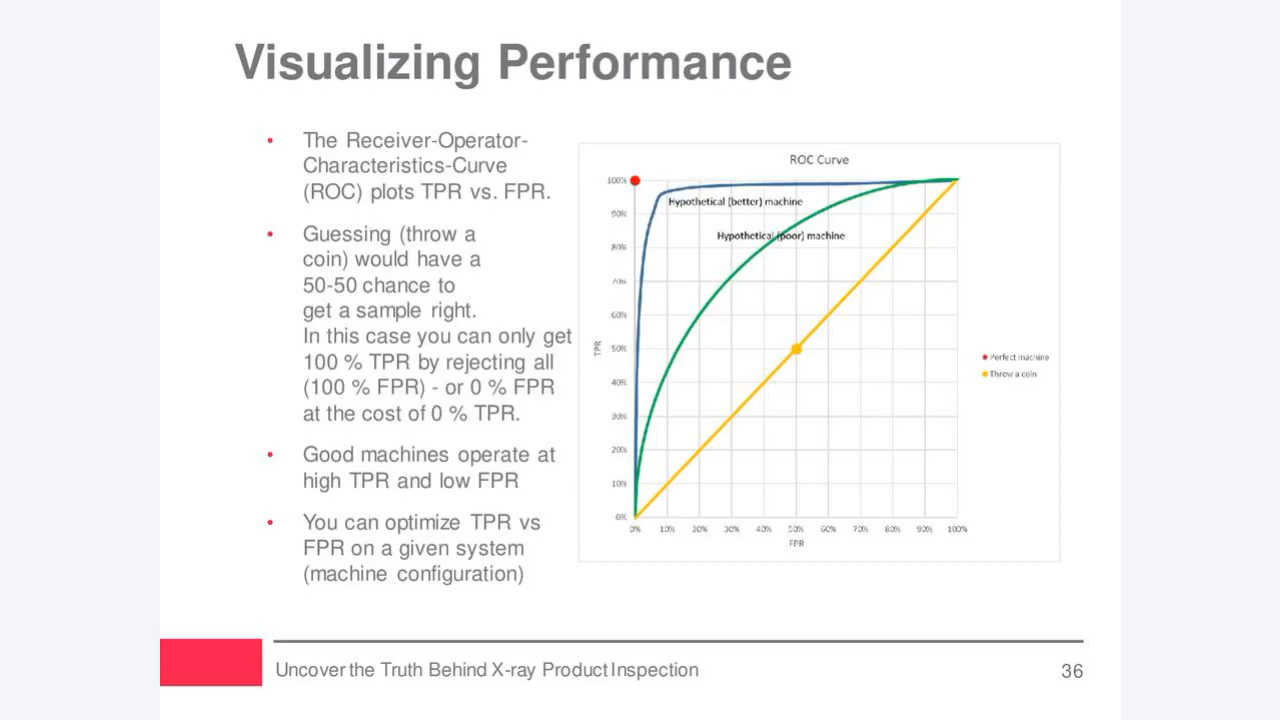 Visualizing Performance
• The Receiver-Operator-
Characteristics-Curve
(ROC) plots TPR vs. FPR.
• Guessing (throw a
coin) would have a
50-50 chance to
get a sample right.
In this case you can only get
100 % TPR by rejecting all
(100 % FPR) - or 0 % FPR
at the cost of 0 % TPR.
• Good machines operate at
high TPR and low FPR
• You can optimize TPR vs
FPR on a given system
(machine configuration)
ROC Curve
100%
90%
80%
70%
60%
50%
40%
30%
20%
10%
0%
TPR
Hypothetical (better) machine
Hypothetical (poor) machine
0% 10% 20% 30% 40% 50% 60% 70% 80% 90% 100%
FPR
Perfect machine
Throw a coin
Uncover the Truth Behind X-ray Product Inspection
36